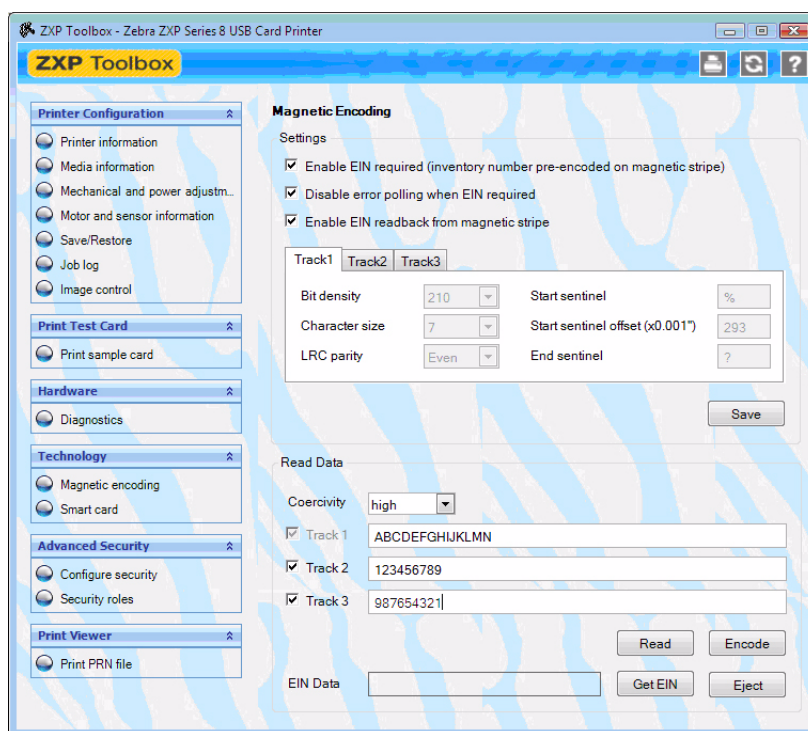 ZXP Toolbox - Zebra ZXP Series 8 USB Card Printer
ZXP Toolbox
?
Printer Configuration
Printer information
Media information
Mechanical and power adjustm...
Motor and sensor information
Save/Restore
Job log
Image control
Print Test Card
Print sample card
Hardware
Diagnostics
Technology
Magnetic encoding
Smart card
Advanced Security
Configure security
Security roles
Print Viewer
Print PRN file
Magnetic Encoding
Settings
Enable EIN required (inventory number pre-encoded on magnetic stripe)
Disable error polling when EIN required
Enable EIN readback from magnetic stripe
Track1 Track2 Track3
Bit density 210 Start sentinel %
Character size 7 Start sentinel offset (x0.001") 293
LRC parity Even End sentinel ?
Save
Read Data
Coercivity high
Track 1 ABCDEFGHIJKLMN
Track 2 123456789
Track 3 987654321
Read Encode
EIN Data Get EIN Eject